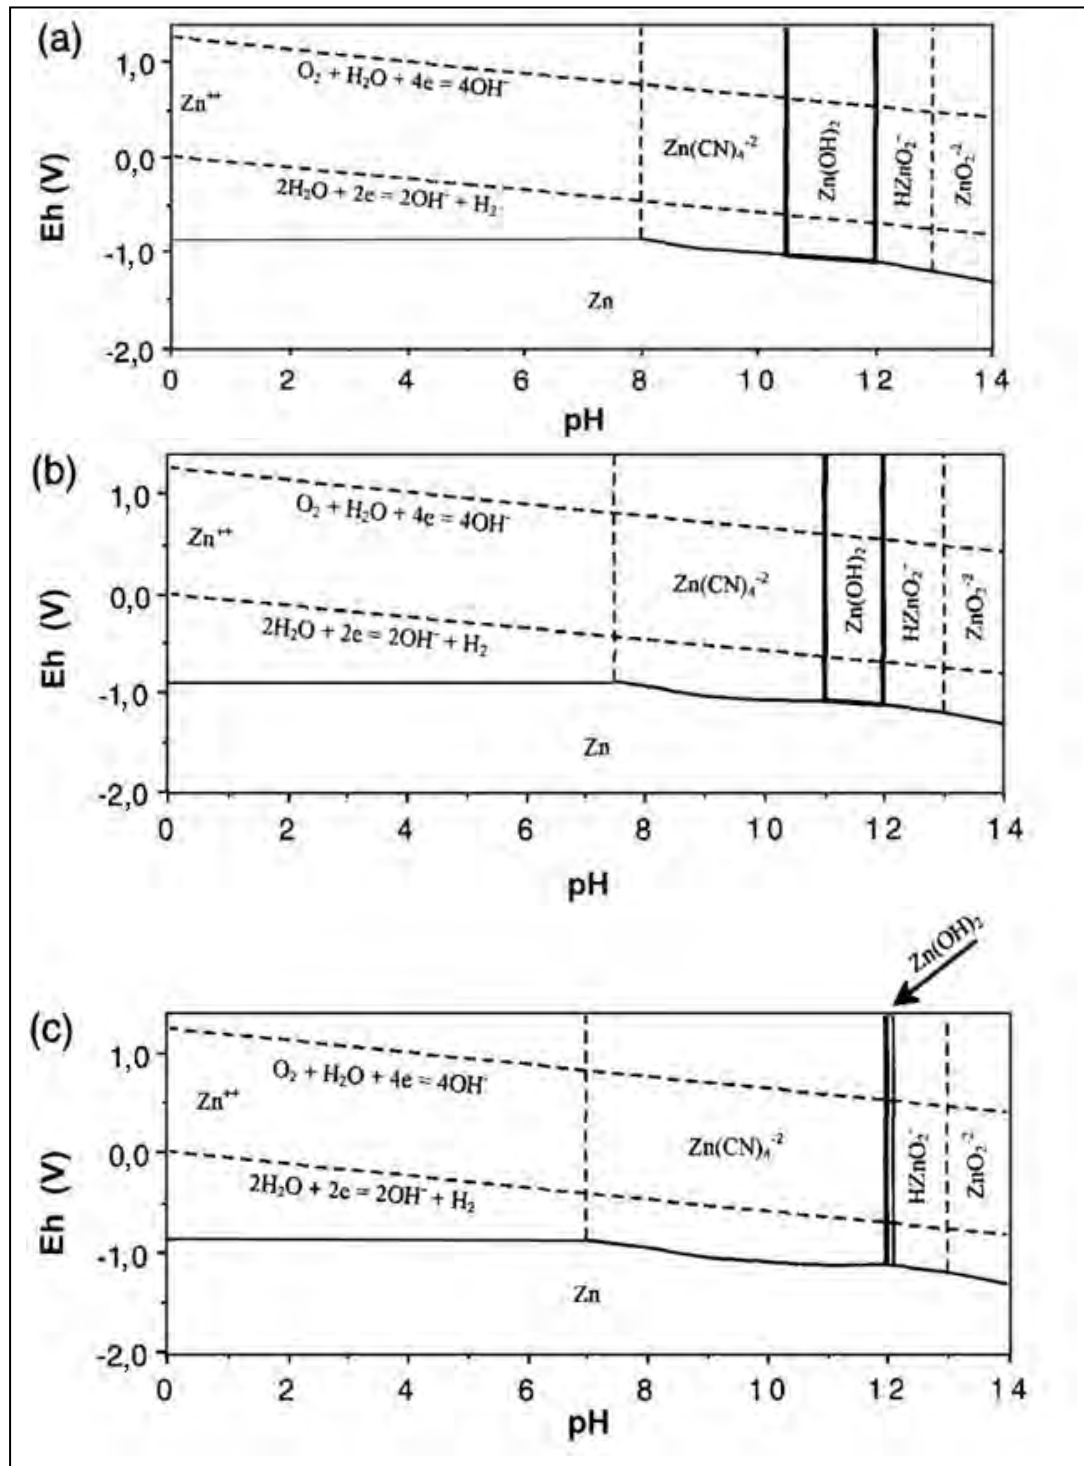 (a)
1,0
0,0
-1,0
-2,0
Eh (V)
O₂ + H₂O + 4e = 4OH⁻
Zn⁺⁺
2H₂O + 2e = 2OH⁻ + H₂
Zn(CN)₄⁻²
Zn(OH)₂
HZnO₂⁻
ZnO₂⁻²
Zn
0 2 4 6 8 10 12 14
pH
(b)
1,0
0,0
-1,0
-2,0
Eh (V)
O₂ + H₂O + 4e = 4OH⁻
Zn⁺⁺
2H₂O + 2e = 2OH⁻ + H₂
Zn(CN)₄⁻²
Zn(OH)₂
HZnO₂⁻
ZnO₂⁻²
Zn
0 2 4 6 8 10 12 14
pH
Zn(OH)₂
(c)
1,0
0,0
-1,0
-2,0
Eh (V)
O₂ + H₂O + 4e = 4OH⁻
Zn⁺⁺
2H₂O + 2e = 2OH⁻ + H₂
Zn(CN)₄⁻²
HZnO₂⁻
ZnO₂⁻²
Zn
0 2 4 6 8 10 12 14
pH